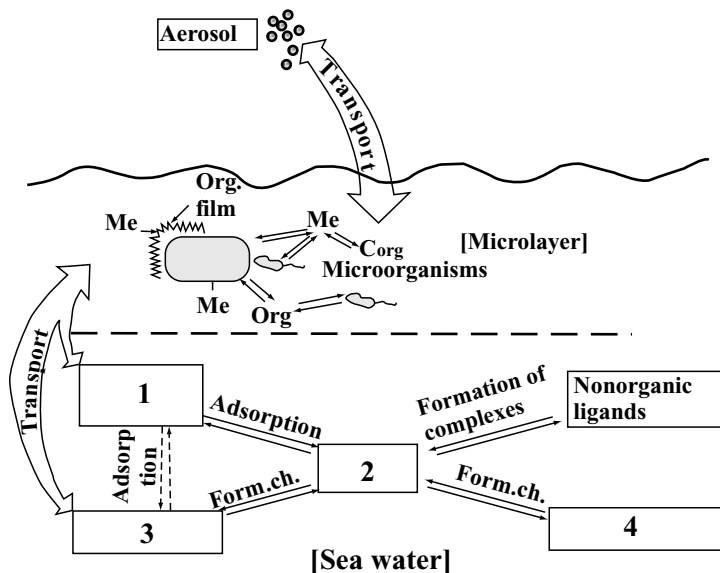 Aerosol
Transport
Org.
film
Me
Me
Corg
[Microlayer]
Microorganisms
Me
Org
Transport
1
Adsorption
Formation of
complexes
Nonorganic
ligands
Adsorp
tion
2
Form.ch.
Form.ch.
3
4
[Sea water]